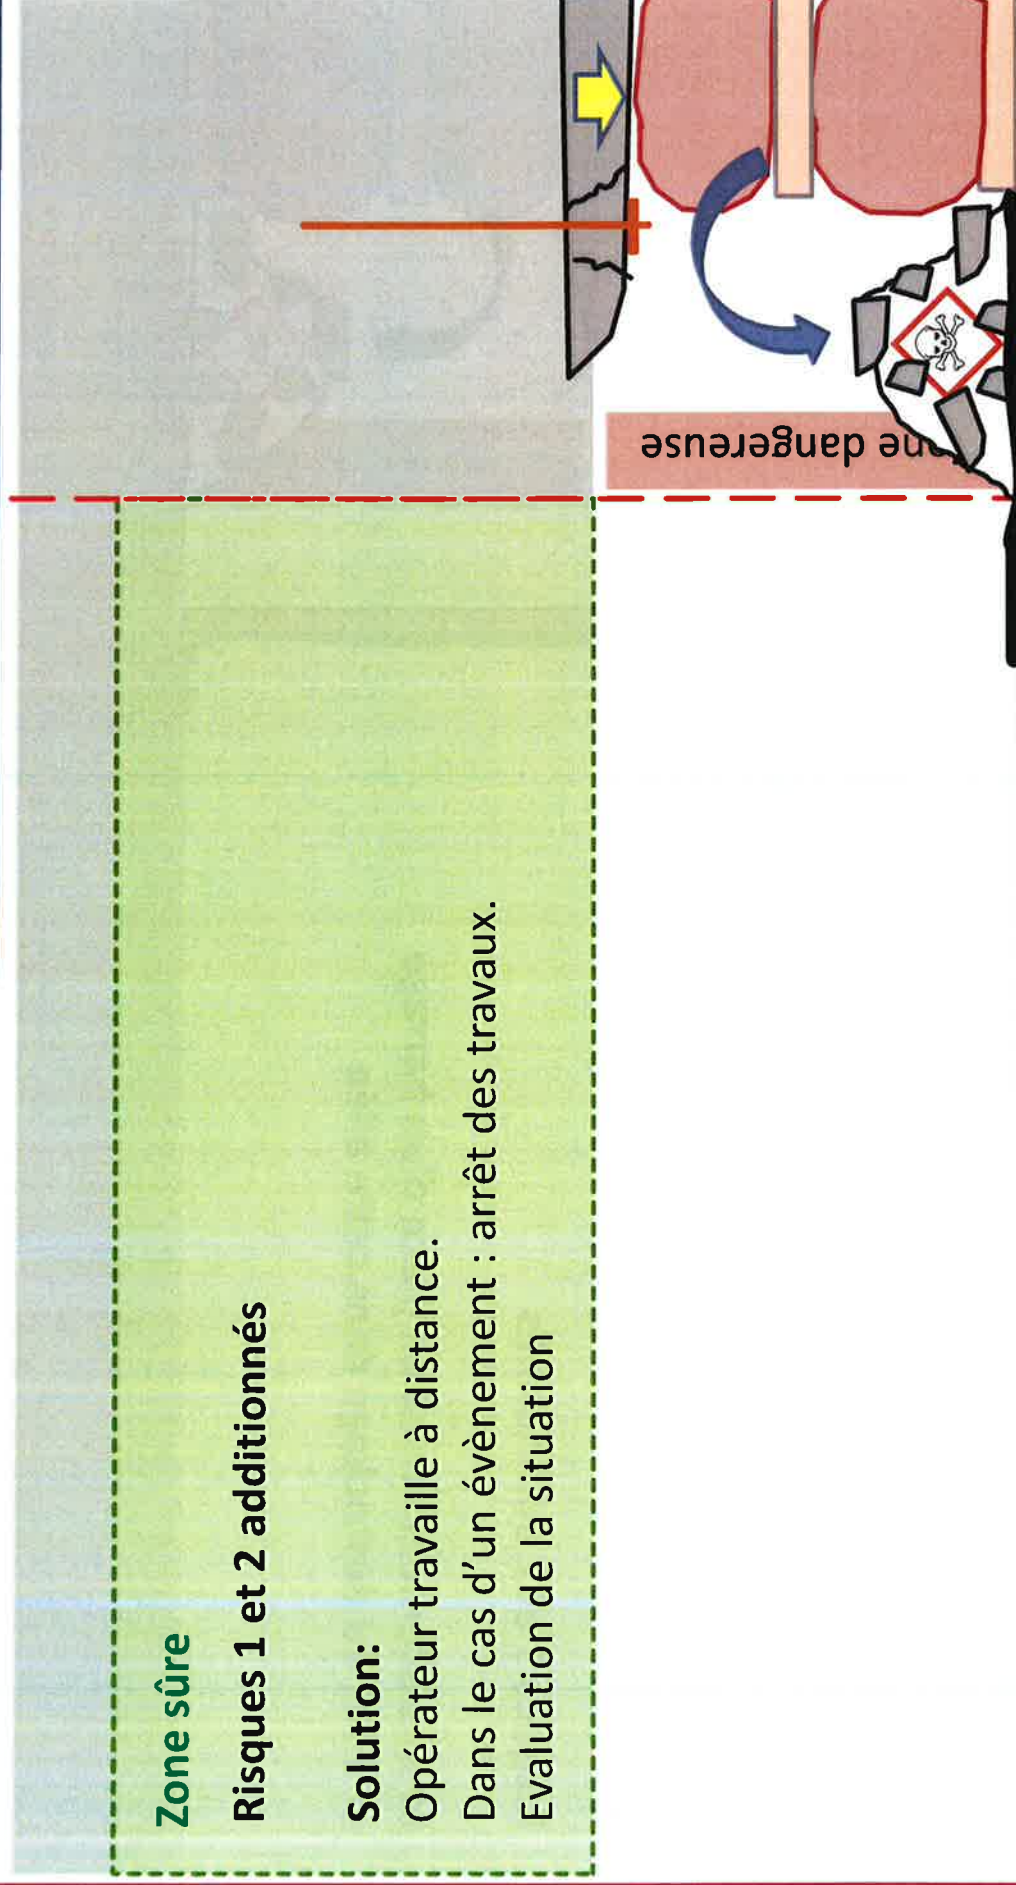 Zone sûre
Risques 1 et 2 additionnés
Solution:
Opérateur travaille à distance.
Dans le cas d'un évènement : arrêt des travaux.
Evaluation de la situation
dangereuse